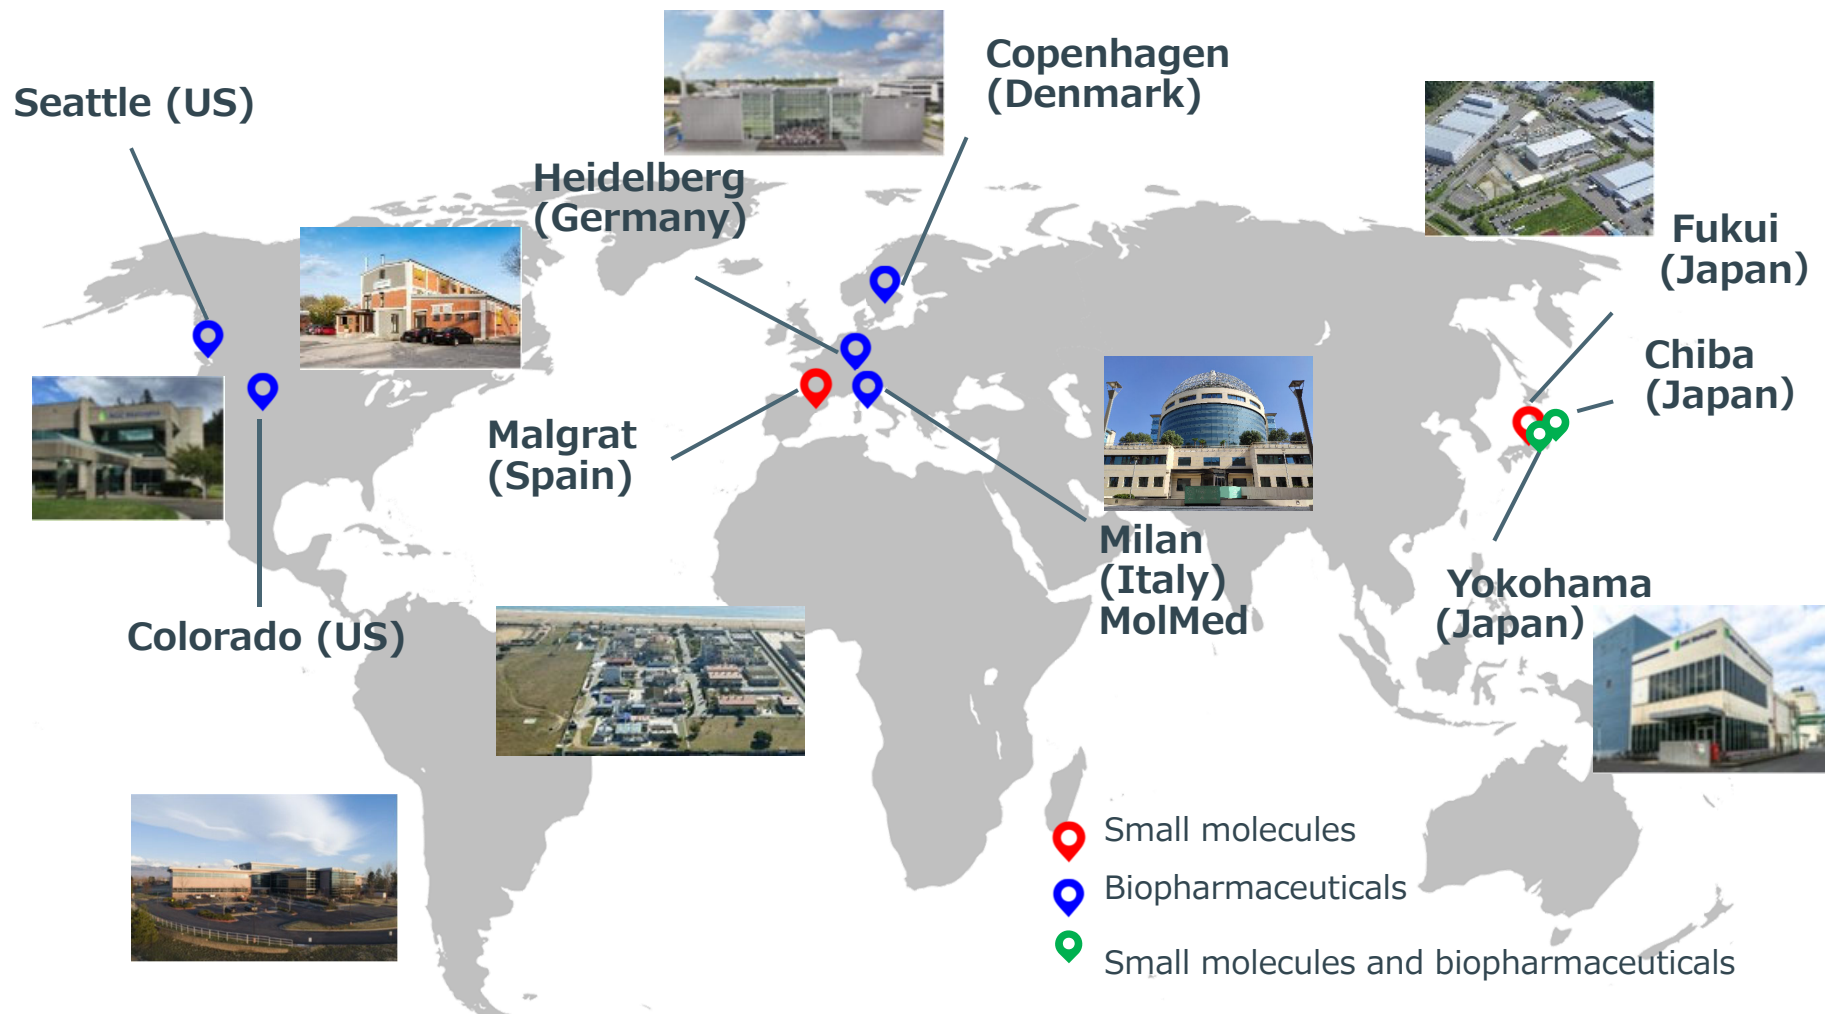 Seattle (US)
Copenhagen
(Denmark)
Heidelberg
(Germany)
Fukui
(Japan)
Chiba
(Japan)
Malgrat
(Spain)
Milan
(Italy)
MolMed
Yokohama
(Japan)
Colorado (US)
Small molecules
Biopharmaceuticals
Small molecules and biopharmaceuticals